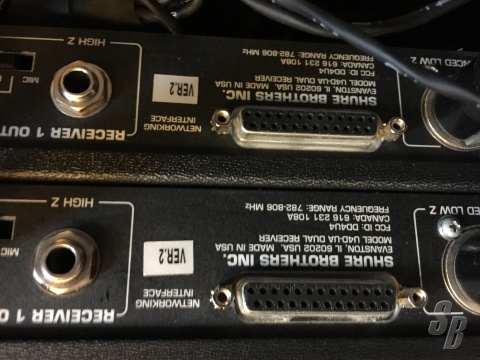 SHURE BROTHERS INC.
EVANSTON, IL 60202 MADE IN USA
MODEL U4D-UA DUAL RECEIVER
FCC ID: DD4U4
CANADA: 616 231 108A
FREQUENCY RANGE: 782-806 MHz
NETWORKING
INTERFACE
VER.2
RECEIVER 1 OUT
HIGH Z
LOW Z
SHURE BROTHERS INC.
EVANSTON, IL 60202 USA
MODEL U4D-UA DUAL RECEIVER MADE IN USA
FCC ID: DD4U4
CANADA: 616 231 108A
FREQUENCY RANGE: 782-806 MHz
NETWORKING
INTERFACE
VER.2
RECEIVER 1 OUT
HIGH Z
MIC
LOW Z
SB